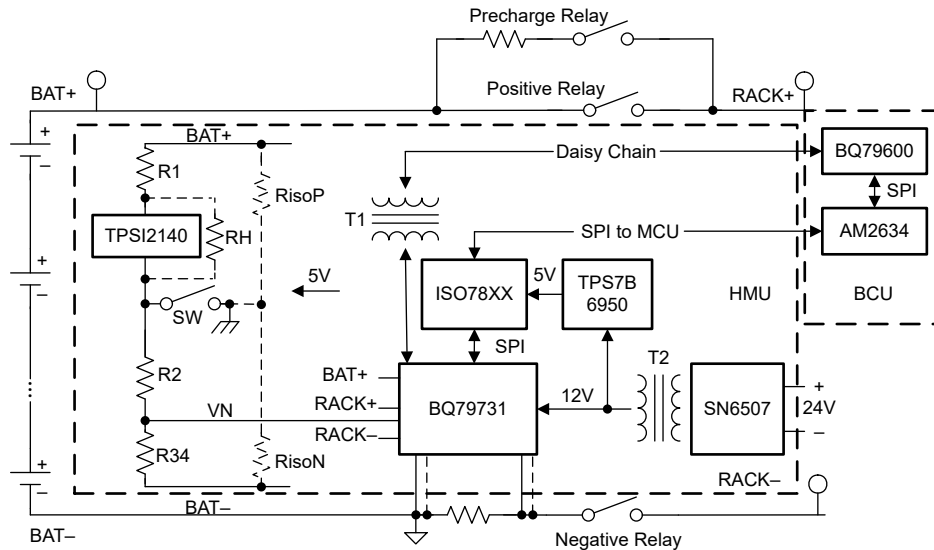 Precharge Relay
Positive Relay
BAT+
RACK+
+
–
BAT+
R1
RisoP
TPSI2140
RH
Daisy Chain
BQ79600
SPI
T1
SPI to MCU
AM2634
+
–
5V
ISO78XX
5V
TPS7B
6950
HMU
BCU
SW
SPI
R2
T2
BAT+
RACK+
RACK–
BQ79731
12V
SN6507
+
24V
–
VN
R34
RisoN
+
–
RACK–
BAT–
BAT–
Negative Relay